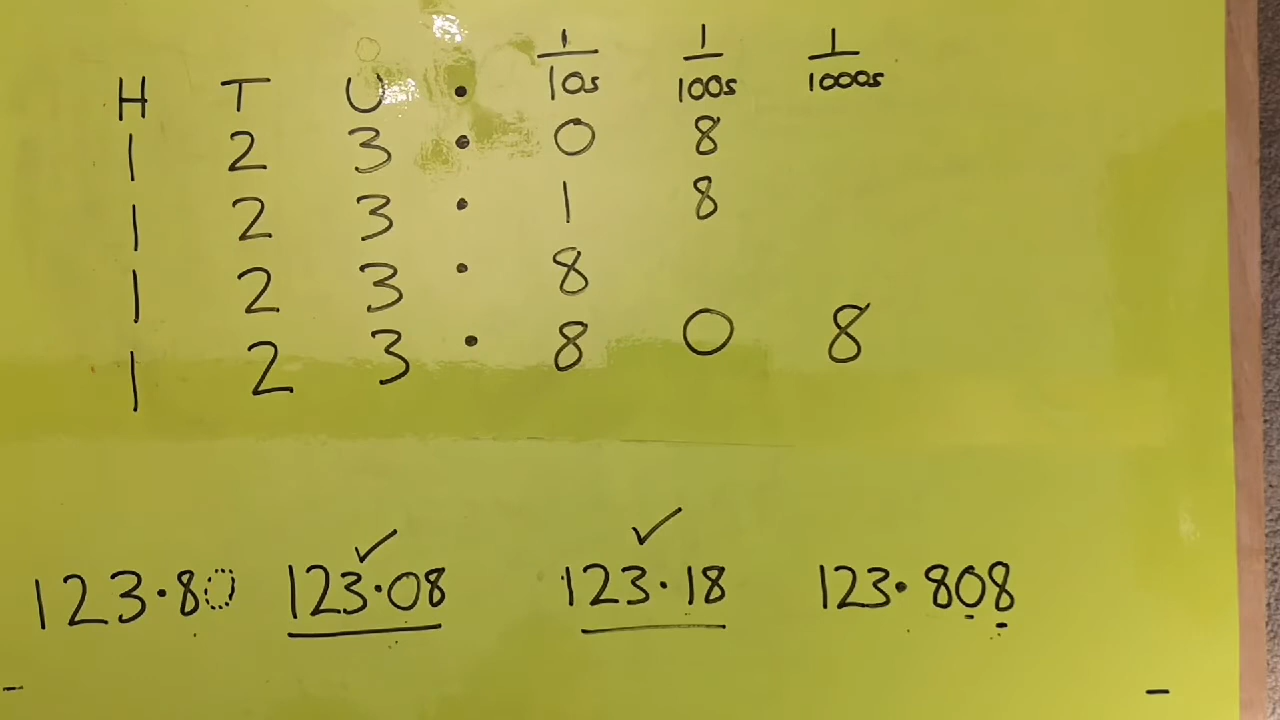 H T U . 1/10s 1/100s 1/1000s
1 2 3 . 0 8
1 2 3 . 1 8
1 2 3 . 8
1 2 3 . 8 0 8
123.80 123.08 ✓ 123.18 ✓ 123.808